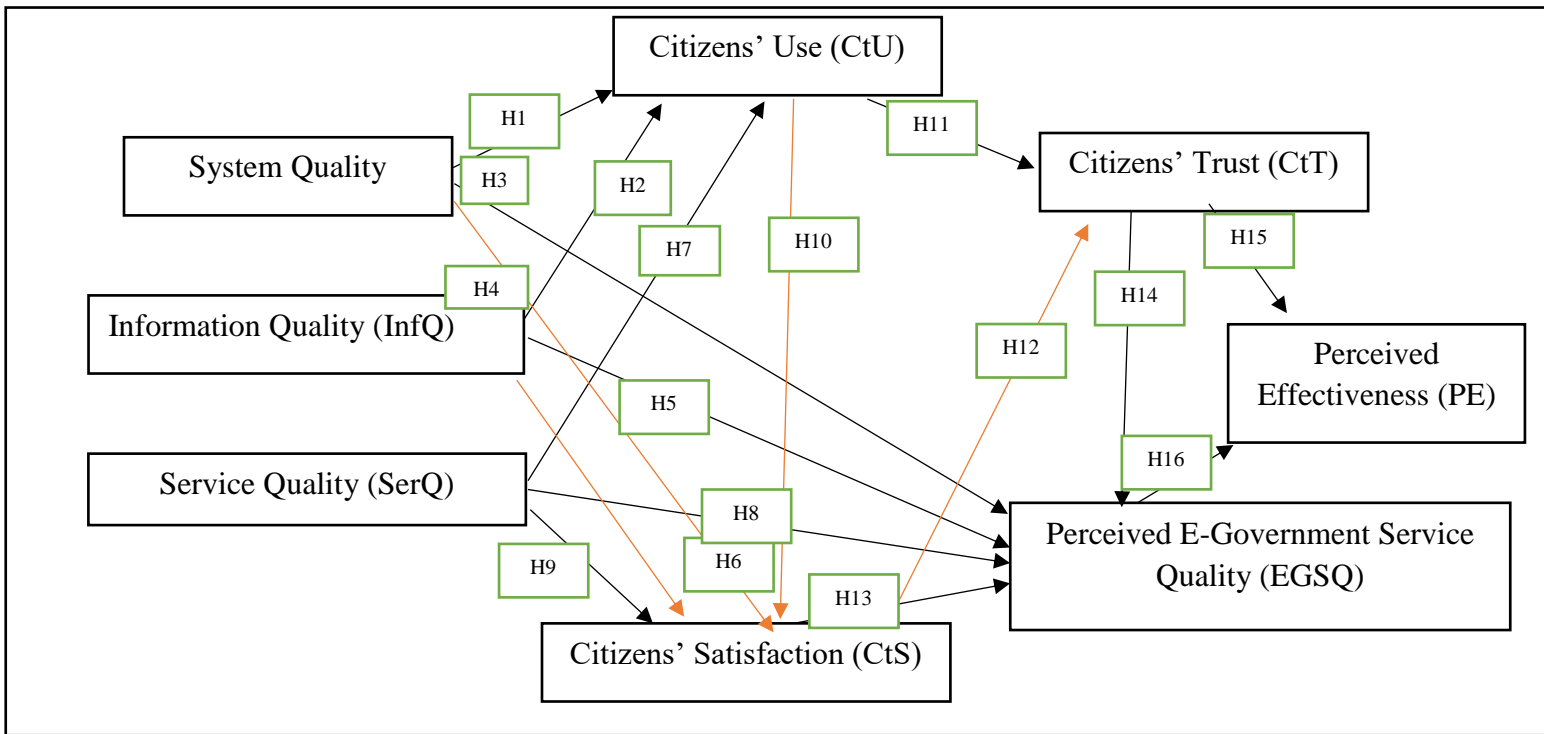 Citizens’ Use (CtU)
H1
H11
System Quality
H3
H2
Citizens’ Trust (CtT)
H7
H10
H15
H4
H14
Information Quality (InfQ)
H12
Perceived
Effectiveness (PE)
H5
H16
Service Quality (SerQ)
H8
Perceived E-Government Service
Quality (EGSQ)
H9
H6
H13
Citizens’ Satisfaction (CtS)